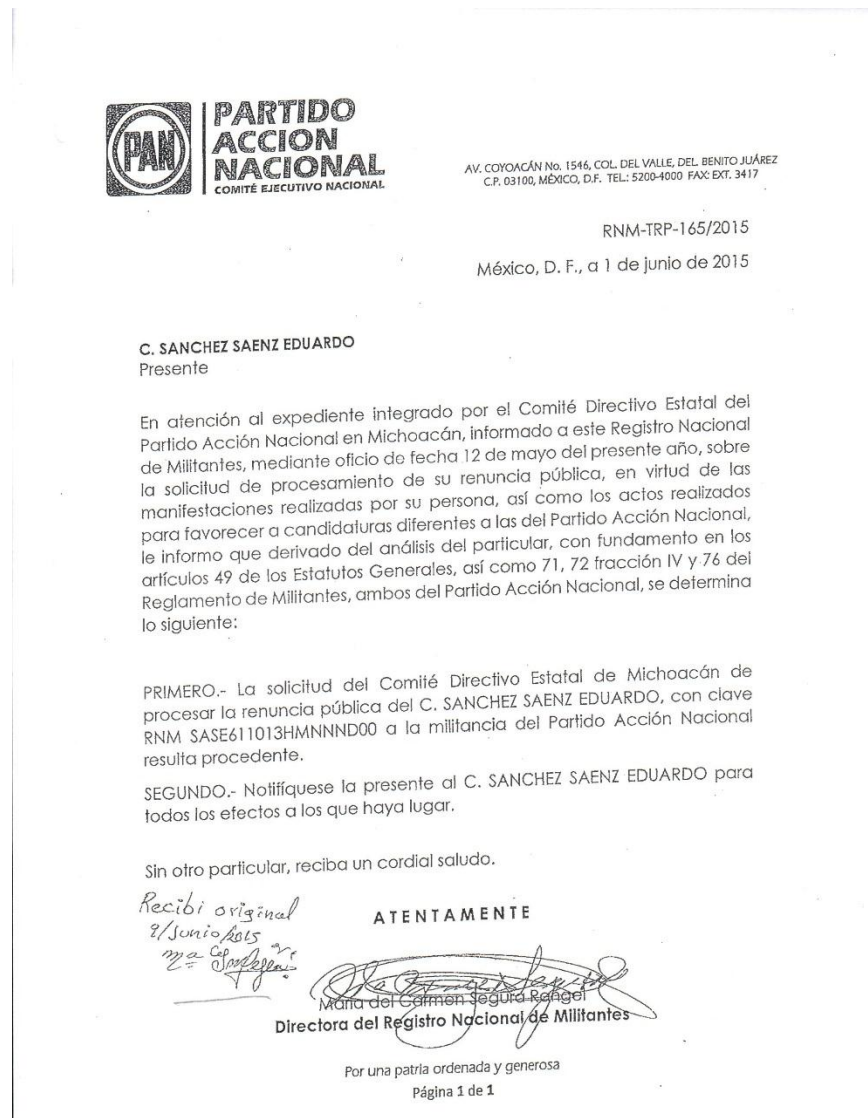 PAN
PARTIDO
ACCION
NACIONAL
COMITÉ EJECUTIVO NACIONAL
AV. COYOACÁN No. 1546, COL. DEL VALLE, DEL. BENITO JUÁREZ
C.P. 03100, MÉXICO, D.F. TEL.: 5200-4000 FAX: EXT. 3417
RNM-TRP-165/2015
México, D. F., a 1 de junio de 2015
C. SANCHEZ SAENZ EDUARDO
Presente
En atención al expediente integrado por el Comité Directivo Estatal del
Partido Acción Nacional en Michoacán, informado a este Registro Nacional
de Militantes, mediante oficio de fecha 12 de mayo del presente año, sobre
la solicitud de procesamiento de su renuncia pública, en virtud de las
manifestaciones realizadas por su persona, así como los actos realizados
para favorecer a candidaturas diferentes a las del Partido Acción Nacional,
le informo que derivado del análisis del particular, con fundamento en los
artículos 49 de los Estatutos Generales, así como 71, 72 fracción IV y 76 del
Reglamento de Militantes, ambos del Partido Acción Nacional, se determina
lo siguiente:
PRIMERO.- La solicitud del Comité Directivo Estatal de Michoacán de
procesar la renuncia pública del C. SANCHEZ SAENZ EDUARDO, con clave
RNM SASE611013HMNNND00 a la militancia del Partido Acción Nacional
resulta procedente.
SEGUNDO.- Notifíquese la presente al C. SANCHEZ SAENZ EDUARDO para
todos los efectos a los que haya lugar.
Sin otro particular, reciba un cordial saludo.
Recibi original
9/Junio/2015
Ma
ATENTAMENTE
María del Carmen Segura Rangel
Directora del Registro Nacional de Militantes
Por una patria ordenada y generosa
Página 1 de 1